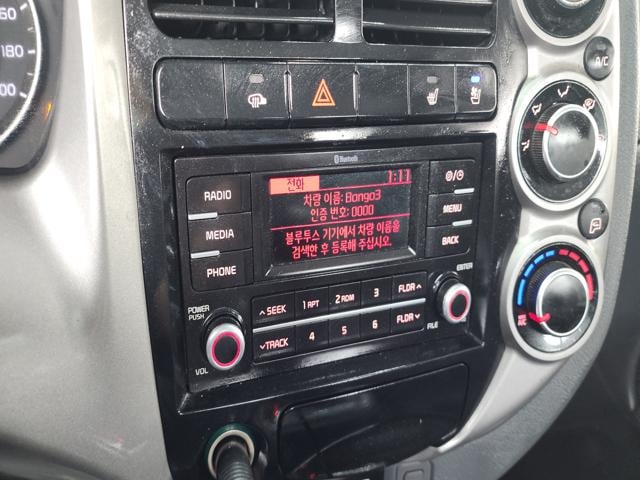 60
180
200
A/C
Bluetooth
전화 1:11
차량 이름: Bongo3
인증 번호: 0000
블루투스 기기에서 차량 이름을
검색한 후 등록해 주십시오.
RADIO
MEDIA
PHONE
MENU
BACK
POWER
PUSH
VOL
∧ SEEK
1 RPT
2 RDM
3
FLDR ∧
∨ TRACK
4
5
6
FLDR ∨
ENTER
FILE